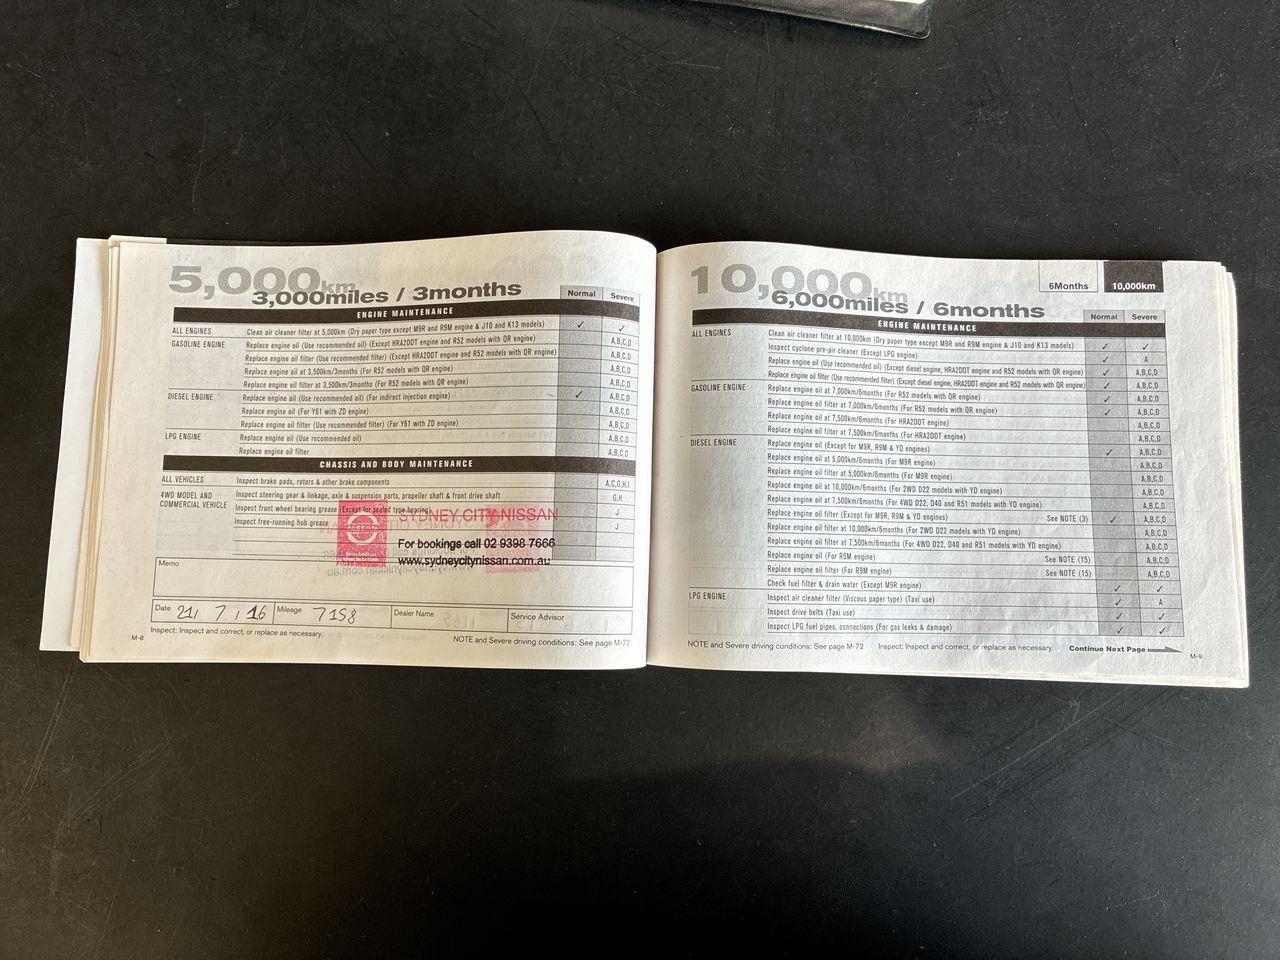 5,000km
3,000miles / 3months
Normal Severe
ENGINE MAINTENANCE
ALL ENGINES Clean air cleaner filter at 5,000km (Dry paper type except M9R and R9M engine & J10 and K13 models) ✓ ✓
GASOLINE ENGINE Replace engine oil (Use recommended oil) (Except HRA2DDT engine and R52 models with QR engine) A,B,C,D
Replace engine oil filter (Use recommended filter) (Except HRA2DDT engine and R52 models with QR engine) A,B,C,D
Replace engine oil at 3,500km/3months (For R52 models with QR engine) A,B,C,D
Replace engine oil filter at 3,500km/3months (For R52 models with QR engine) A,B,C,D
DIESEL ENGINE Replace engine oil (Use recommended oil) (For indirect injection engine) ✓ A,B,C,D
Replace engine oil (For Y61 with ZD engine) A,B,C,D
Replace engine oil filter (Use recommended filter) (For Y61 with ZD engine) A,B,C,D
LPG ENGINE Replace engine oil (Use recommended oil) A,B,C,D
Replace engine oil filter A,B,C,D
CHASSIS AND BODY MAINTENANCE
ALL VEHICLES Inspect brake pads, rotors & other brake components A,C,G,H,I
4WD MODEL AND COMMERCIAL VEHICLE Inspect steering gear & linkage, axle & suspension parts, propeller shaft & front drive shaft G,H
Inspect front wheel bearing grease (Except for sealed type bearing) J
Inspect free-running hub grease J
SYDNEY CITY NISSAN
For bookings call 02 9398 7666
www.sydneycitynissan.com.au
Memo
Date 21/ 7 / 16 Mileage 7158 Dealer Name Service Advisor
Inspect: Inspect and correct, or replace as necessary.
M-8 NOTE and Severe driving conditions: See page M-72
10,000km
6,000miles / 6months
6Months 10,000km
Normal Severe
ENGINE MAINTENANCE
ALL ENGINES Clean air cleaner filter at 10,000km (Dry paper type except M9R and R9M engine & J10 and K13 models) ✓ ✓
Inspect cyclone pre-air cleaner (Except LPG engine) ✓ A
Replace engine oil (Use recommended oil) (Except diesel engine, HRA2DDT engine and R52 models with QR engine) ✓ A,B,C,D
Replace engine oil filter (Use recommended filter) (Except diesel engine, HRA2DDT engine and R52 models with QR engine) ✓ A,B,C,D
GASOLINE ENGINE Replace engine oil at 7,000km/6months (For R52 models with QR engine) ✓ A,B,C,D
Replace engine oil filter at 7,000km/6months (For R52 models with QR engine) ✓ A,B,C,D
Replace engine oil at 7,500km/6months (For HRA2DDT engine) A,B,C,D
Replace engine oil filter at 7,500km/6months (For HRA2DDT engine) A,B,C,D
DIESEL ENGINE Replace engine oil (Except for M9R, R9M & YD engines) ✓ A,B,C,D
Replace engine oil at 5,000km/6months (For M9R engine) A,B,C,D
Replace engine oil filter at 5,000km/6months (For M9R engine) A,B,C,D
Replace engine oil at 10,000km/6months (For 2WD D22 models with YD engine) A,B,C,D
Replace engine oil at 7,500km/6months (For 4WD D22, D40 and R51 models with YD engine) A,B,C,D
Replace engine oil filter (Except for M9R, R9M & YD engines) See NOTE (3) ✓ A,B,C,D
Replace engine oil filter at 10,000km/6months (For 2WD D22 models with YD engine) A,B,C,D
Replace engine oil filter at 7,500km/6months (For 4WD D22, D40 and R51 models with YD engine) A,B,C,D
Replace engine oil (For R9M engine) See NOTE (15) A,B,C,D
Replace engine oil filter (For R9M engine) See NOTE (15) A,B,C,D
Check fuel filter & drain water (Except M9R engine) ✓ ✓
LPG ENGINE Inspect air cleaner filter (Viscous paper type) (Taxi use) ✓ A
Inspect drive belts (Taxi use) ✓ ✓
Inspect LPG fuel pipes, connections (For gas leaks & damage) ✓ ✓
NOTE and Severe driving conditions: See page M-72 Inspect: Inspect and correct, or replace as necessary. Continue Next Page
M-9